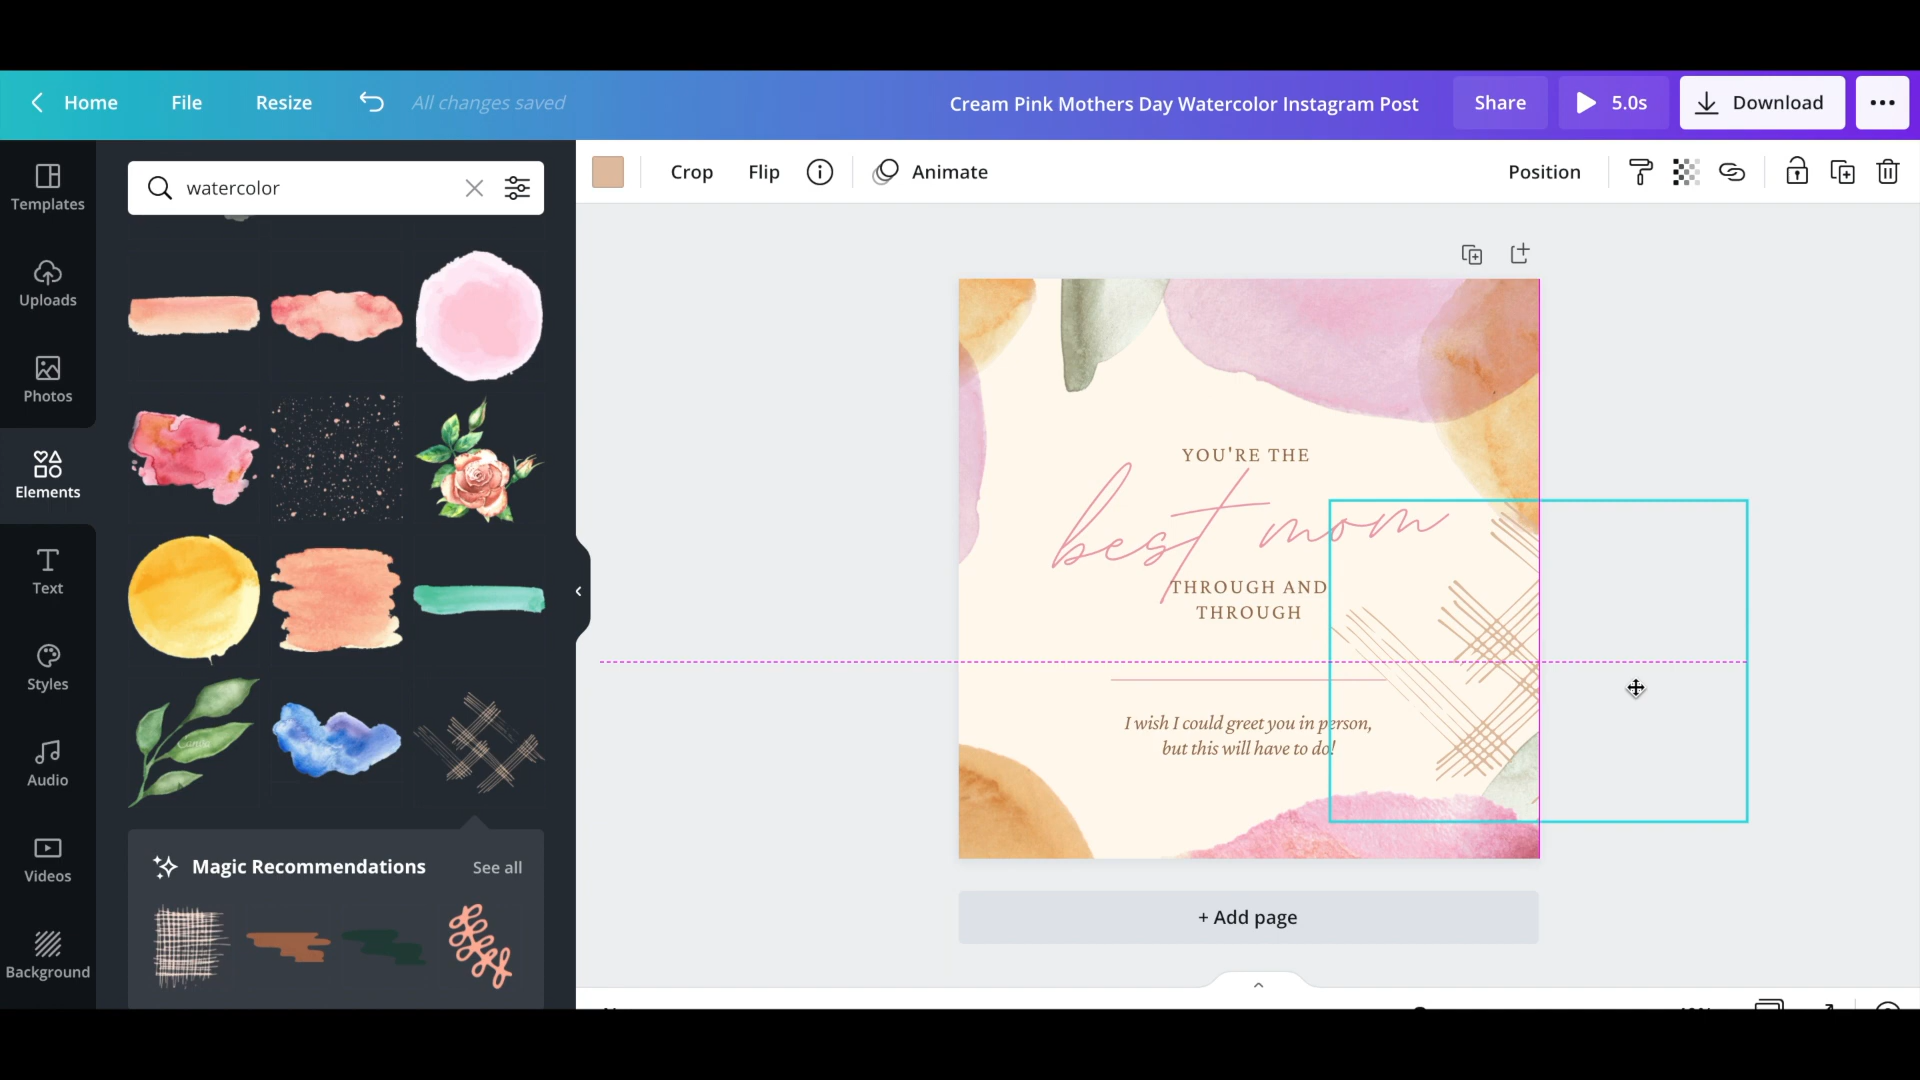 Home File Resize All changes saved Cream Pink Mothers Day Watercolor Instagram Post Share 5.0s Download
Templates
Uploads
Photos
Elements
Text
Styles
Audio
Videos
Background
watercolor
Canva
Magic Recommendations See all
Crop Flip Animate Position
YOU'RE THE
best mom
THROUGH AND
THROUGH
I wish I could greet you in person,
but this will have to do!
+ Add page